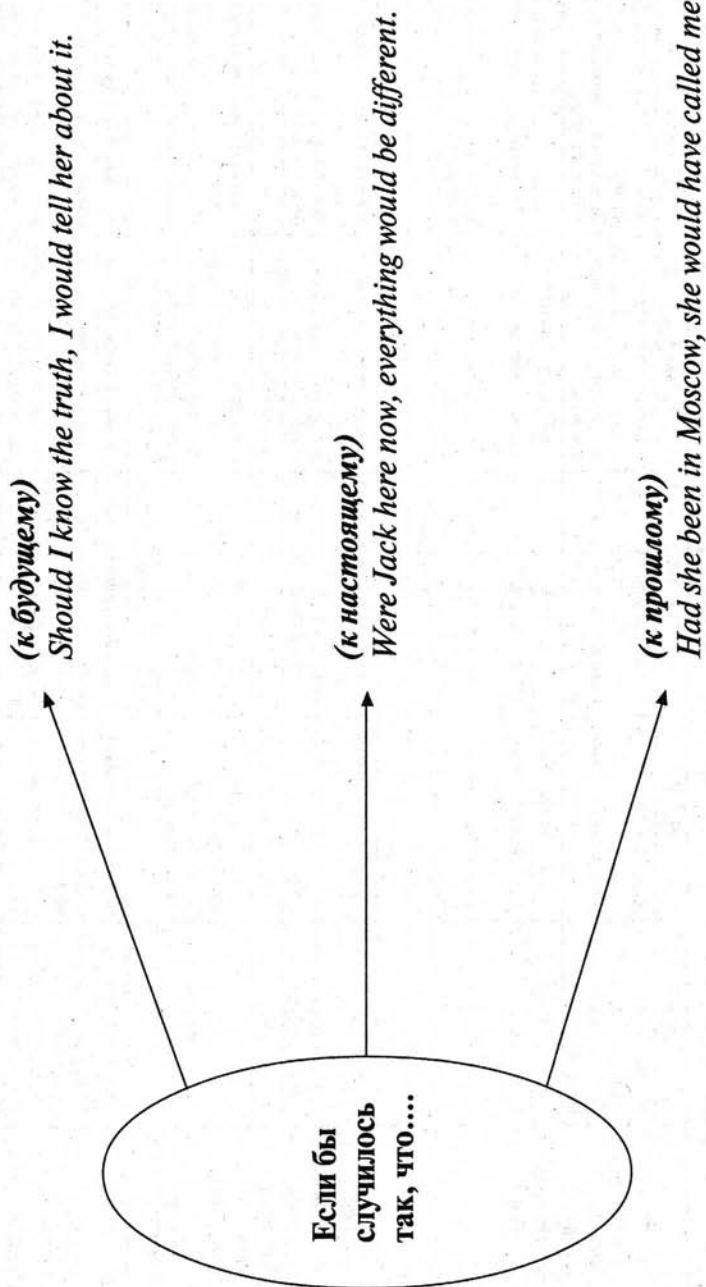 Если бы
случилось
так, что....
(к будущему)
Should I know the truth, I would tell her about it.
(к настоящему)
Were Jack here now, everything would be different.
(к прошлому)
Had she been in Moscow, she would have called me